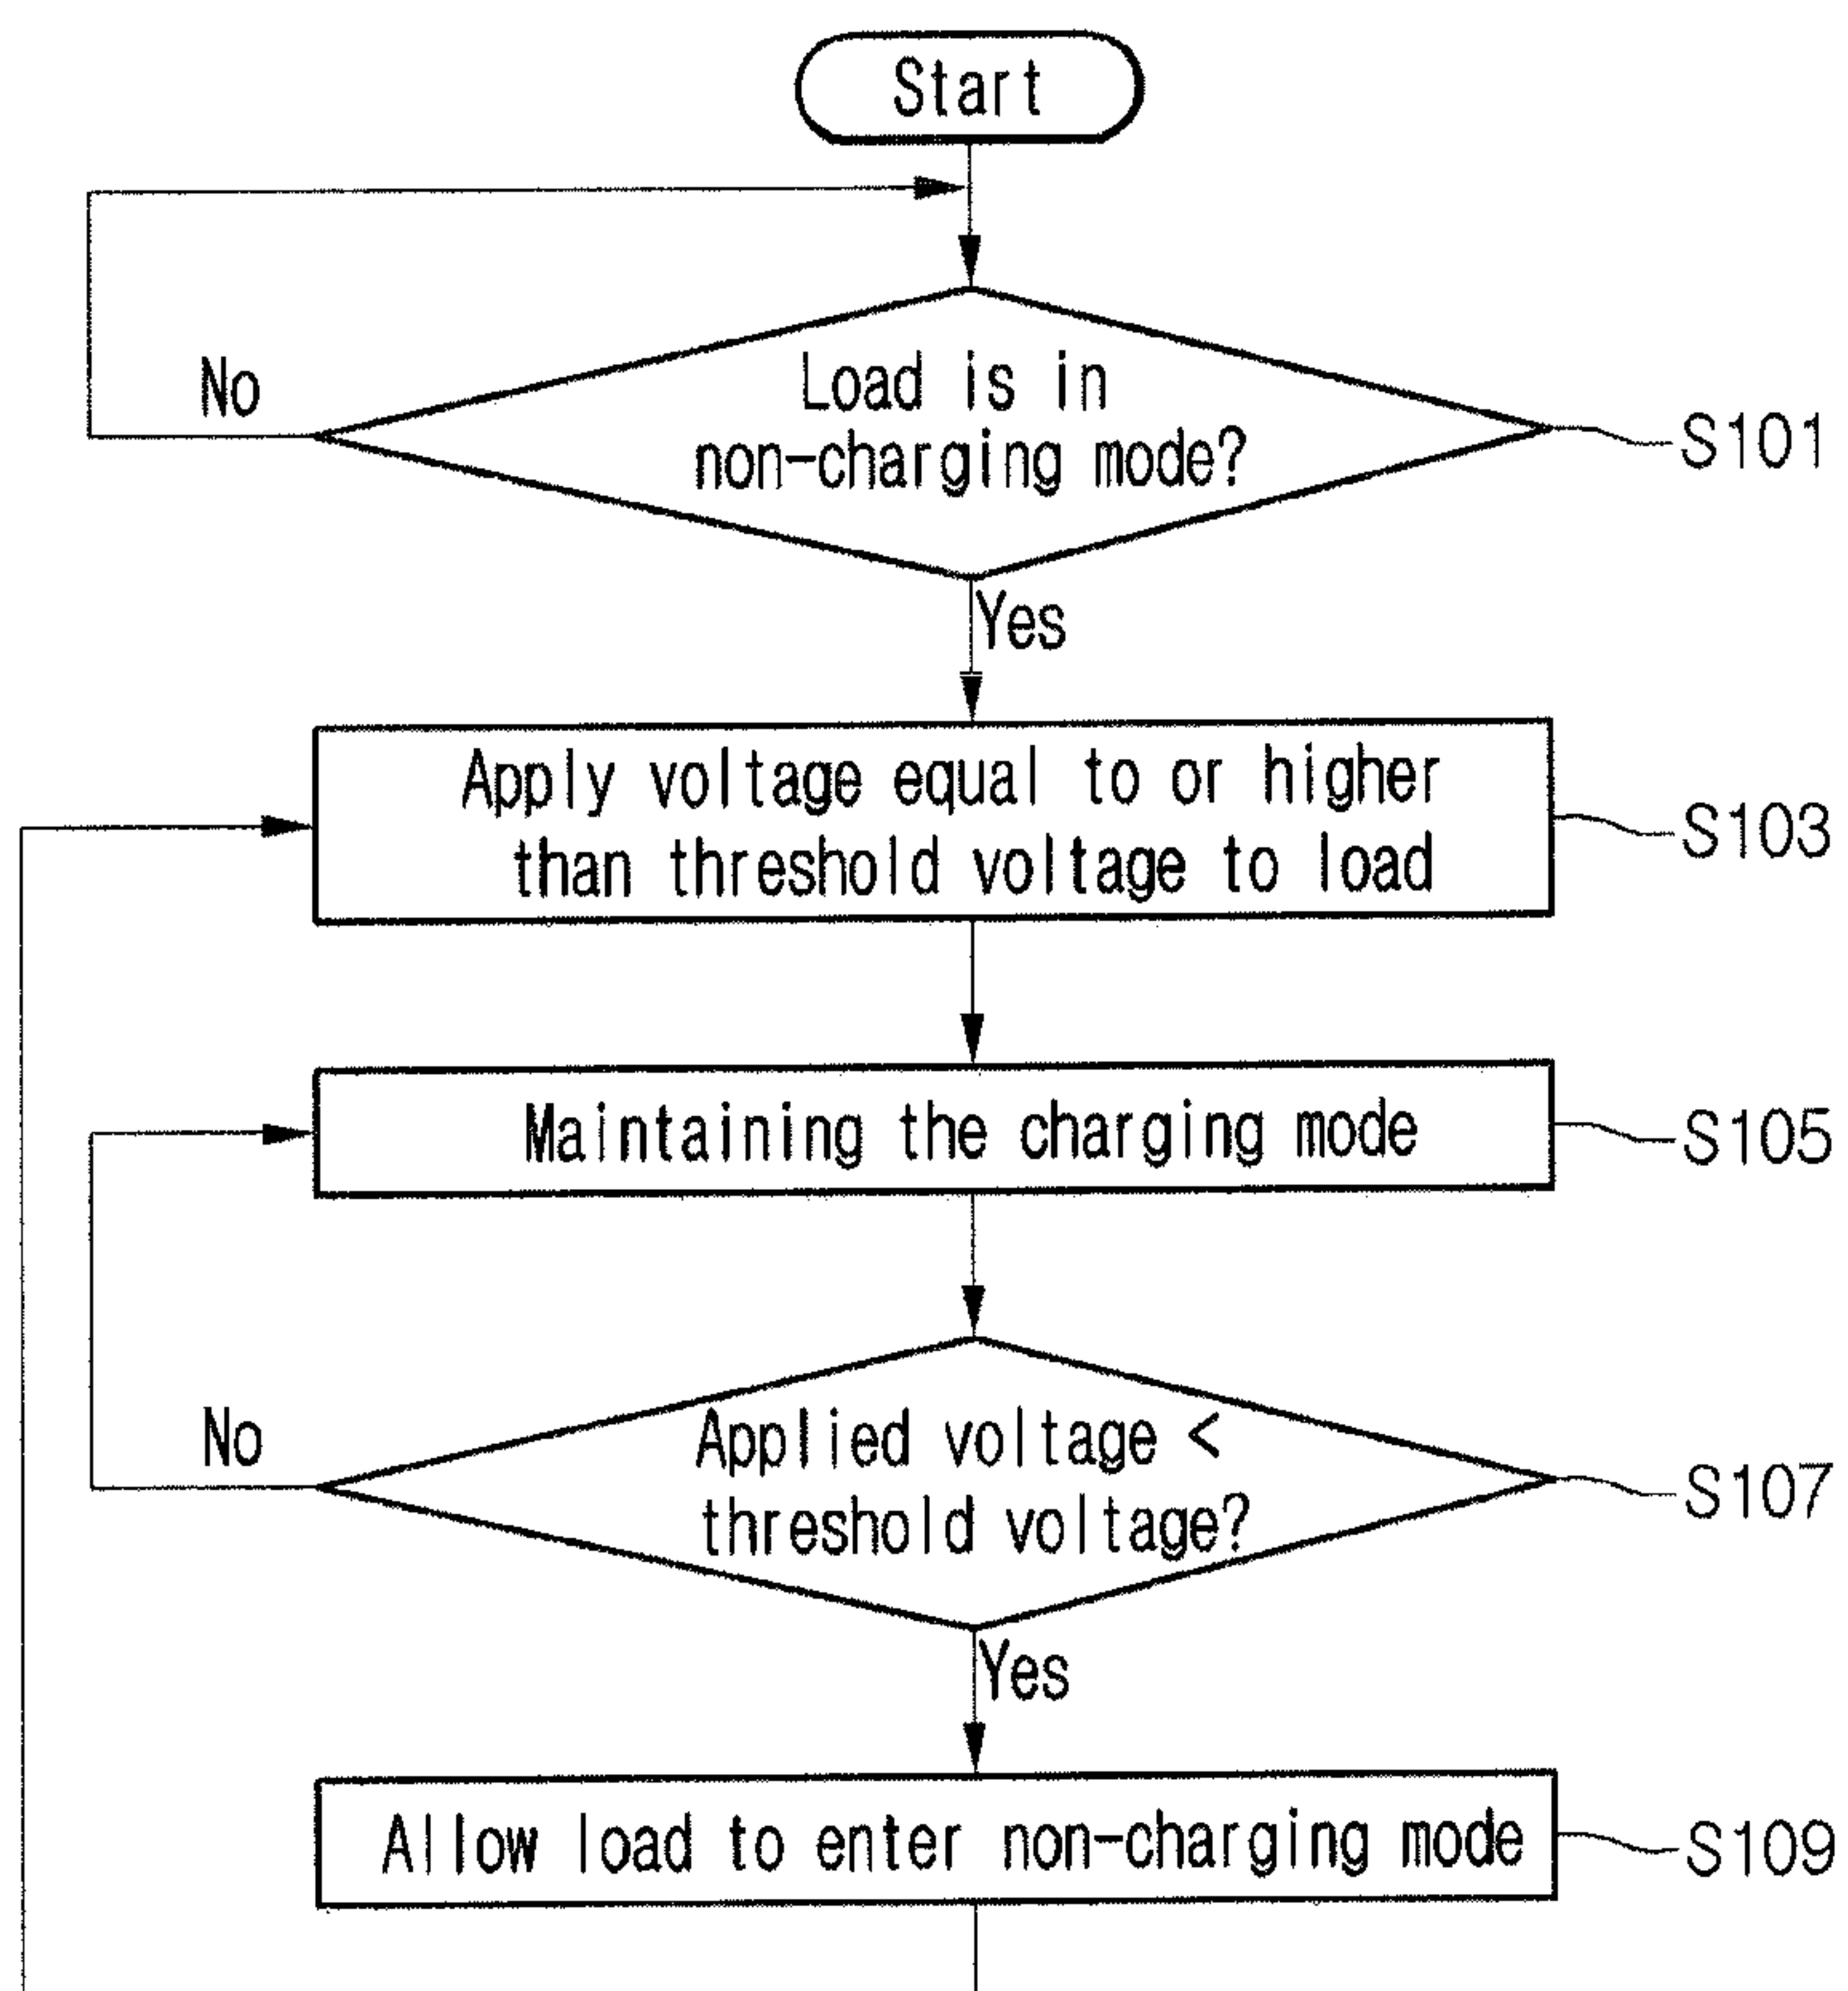 Start
No
Load is in
non-charging mode?
S101
Yes
Apply voltage equal to or higher
than threshold voltage to load
S103
Maintaining the charging mode
S105
No
Applied voltage <
threshold voltage?
S107
Yes
Allow load to enter non-charging mode
S109